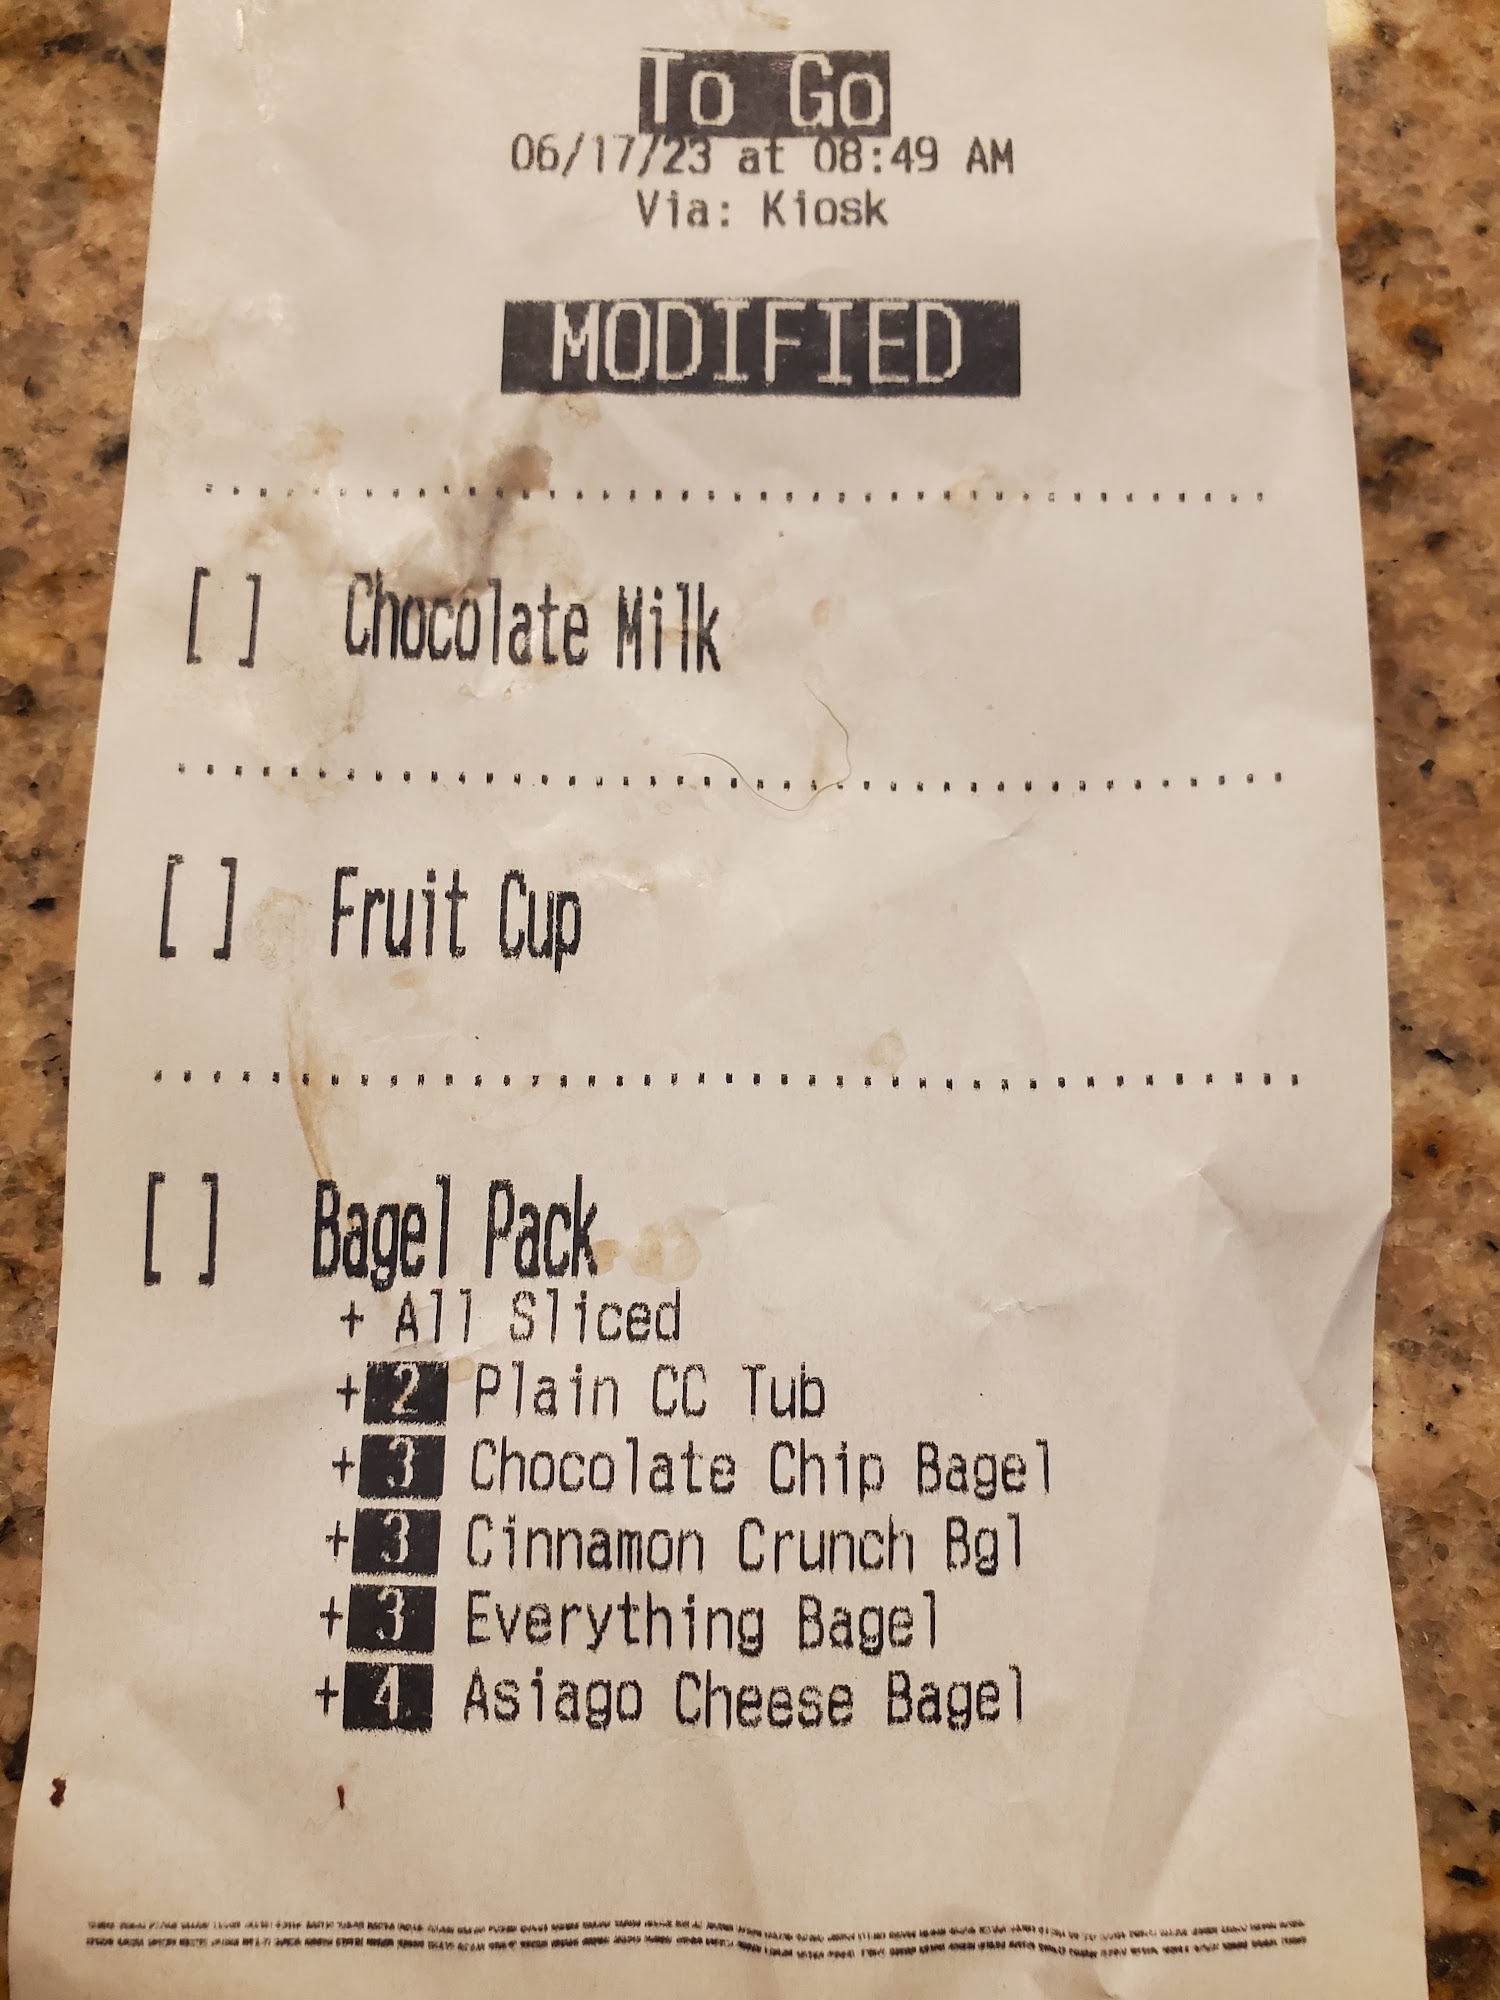 To Go
06/17/23 at 08:49 AM
Via: Kiosk
MODIFIED
[ ] Chocolate Milk
[ ] Fruit Cup
[ ] Bagel Pack
+ All Sliced
+ 2 Plain CC Tub
+ 3 Chocolate Chip Bagel
+ 3 Cinnamon Crunch Bgl
+ 3 Everything Bagel
+ 4 Asiago Cheese Bagel